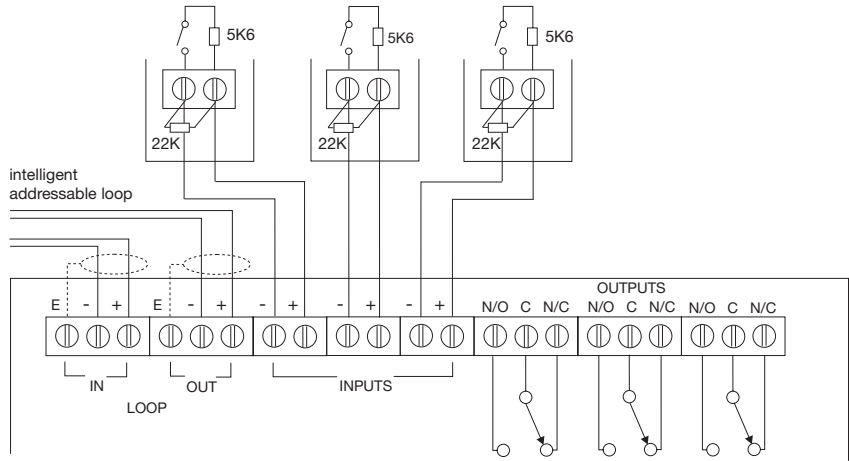 5K6 5K6 5K6
22K 22K 22K
intelligent
addressable loop
OUTPUTS
E - + E - + - + - + - + N/O C N/C N/O C N/C N/O C N/C
IN OUT INPUTS
LOOP